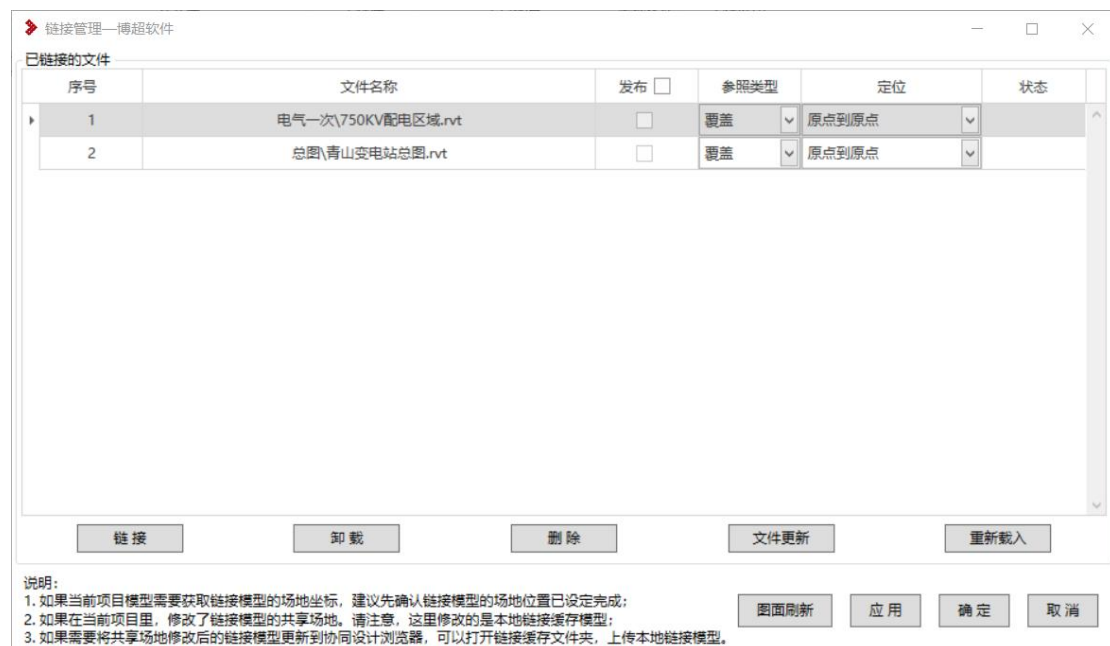 链接管理—博超软件
已链接的文件
序号 文件名称 发布 参照类型 定位 状态
1 电气一次\750KV配电区域.rvt 覆盖 原点到原点
2 总图\青山变电站总图.rvt 覆盖 原点到原点
链接 卸载 删除 文件更新 重新载入
说明:
1. 如果当前项目模型需要获取链接模型的场地坐标，建议先确认链接模型的场地位置已设定完成;
2. 如果在当前项目里，修改了链接模型的共享场地。请注意，这里修改的是本地链接缓存模型;
3. 如果需要将共享场地修改后的链接模型更新到协同设计浏览器，可以打开链接缓存文件夹，上传本地链接模型。
图面刷新 应用 确定 取消